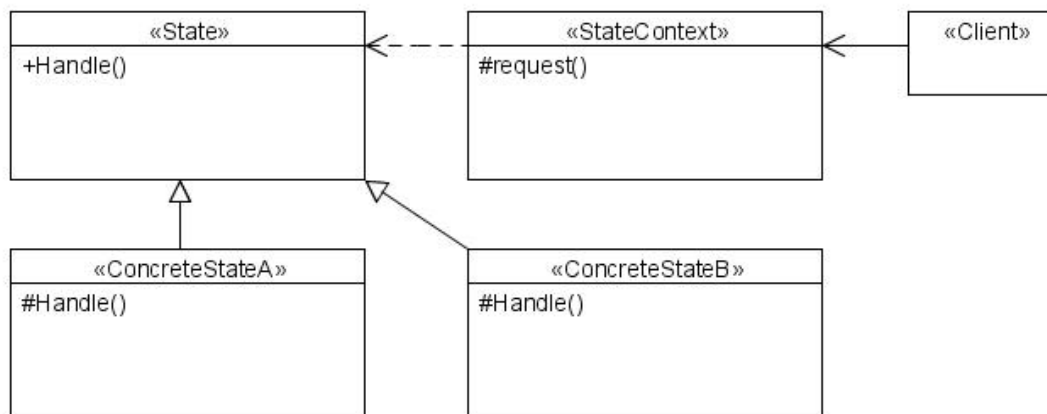 «State»
+Handle()
«StateContext»
#request()
«Client»
«ConcreteStateA»
#Handle()
«ConcreteStateB»
#Handle()